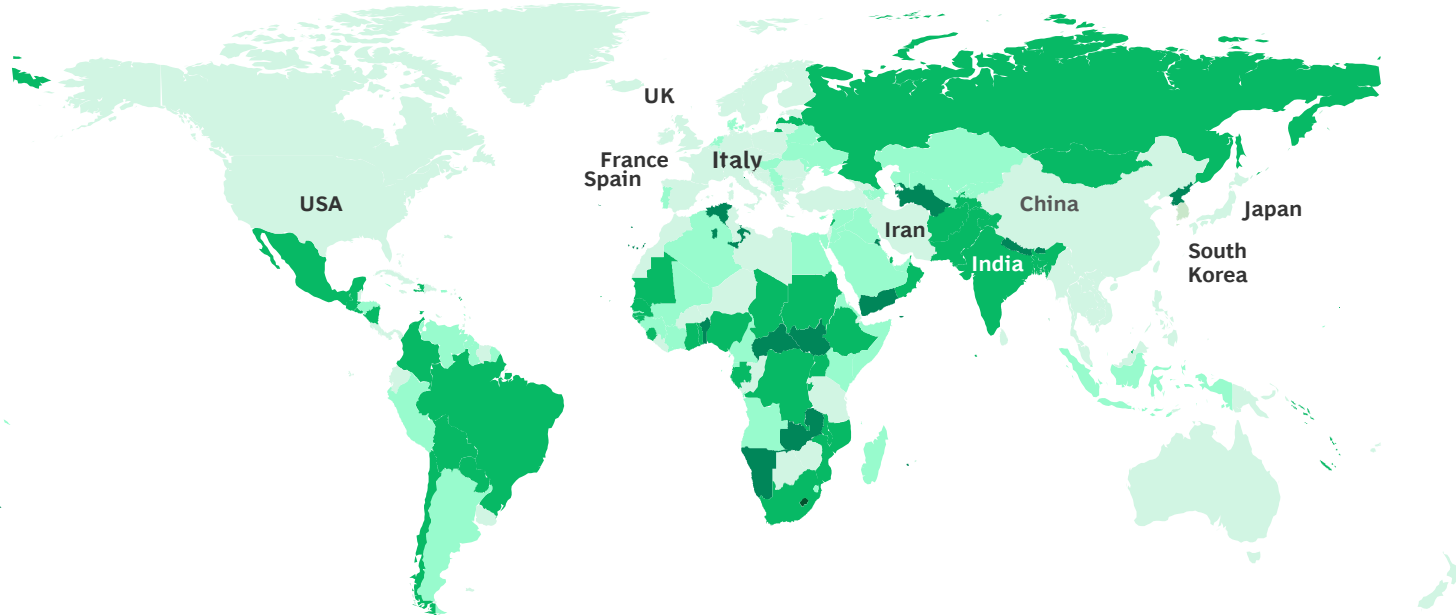 UK
France
Spain
Italy
USA
Iran
India
China
Japan
South
Korea